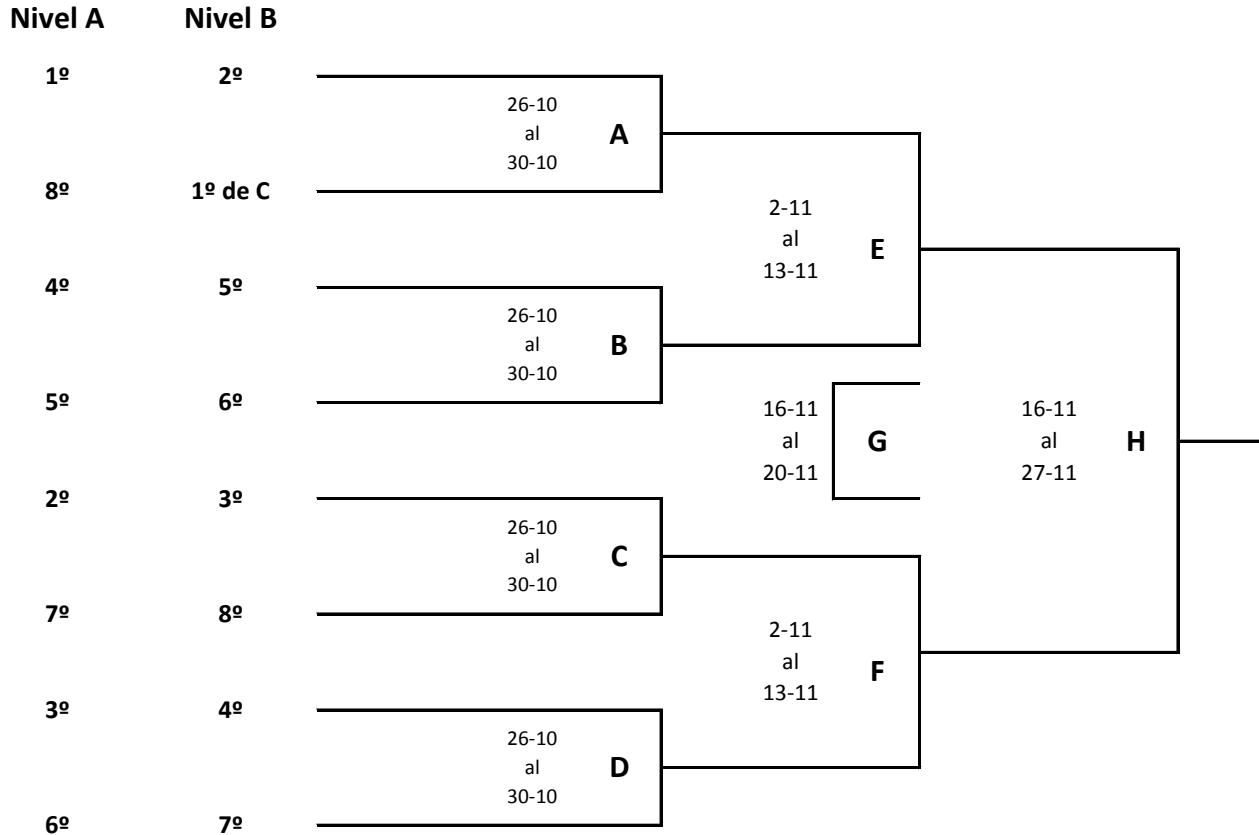 Nivel A Nivel B
1º 2º
26-10
al A
30-10
8º 1º de C
2-11
al E
13-11
4º 5º
26-10
al B
30-10
5º 6º
16-11 16-11
al G al H
20-11 27-11
2º 3º
26-10
al C
30-10
7º 8º
2-11
al F
13-11
3º 4º
26-10
al D
30-10
6º 7º